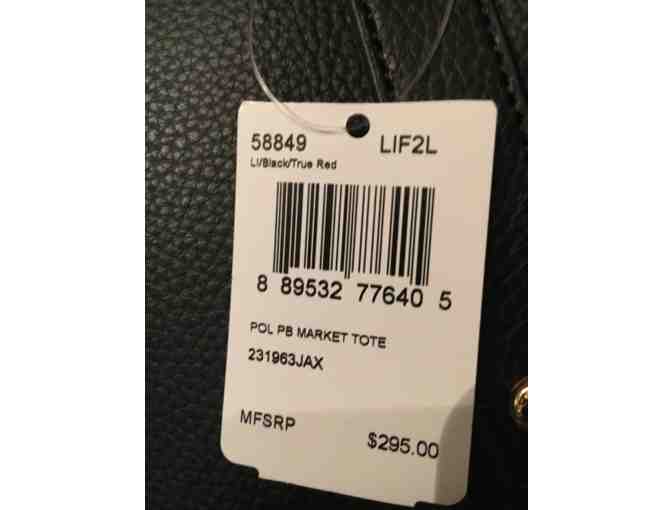 58849 LIF2L
LI/Black/True Red
8 89532 77640 5
POL PB MARKET TOTE
231963JAX
MFSRP $295.00